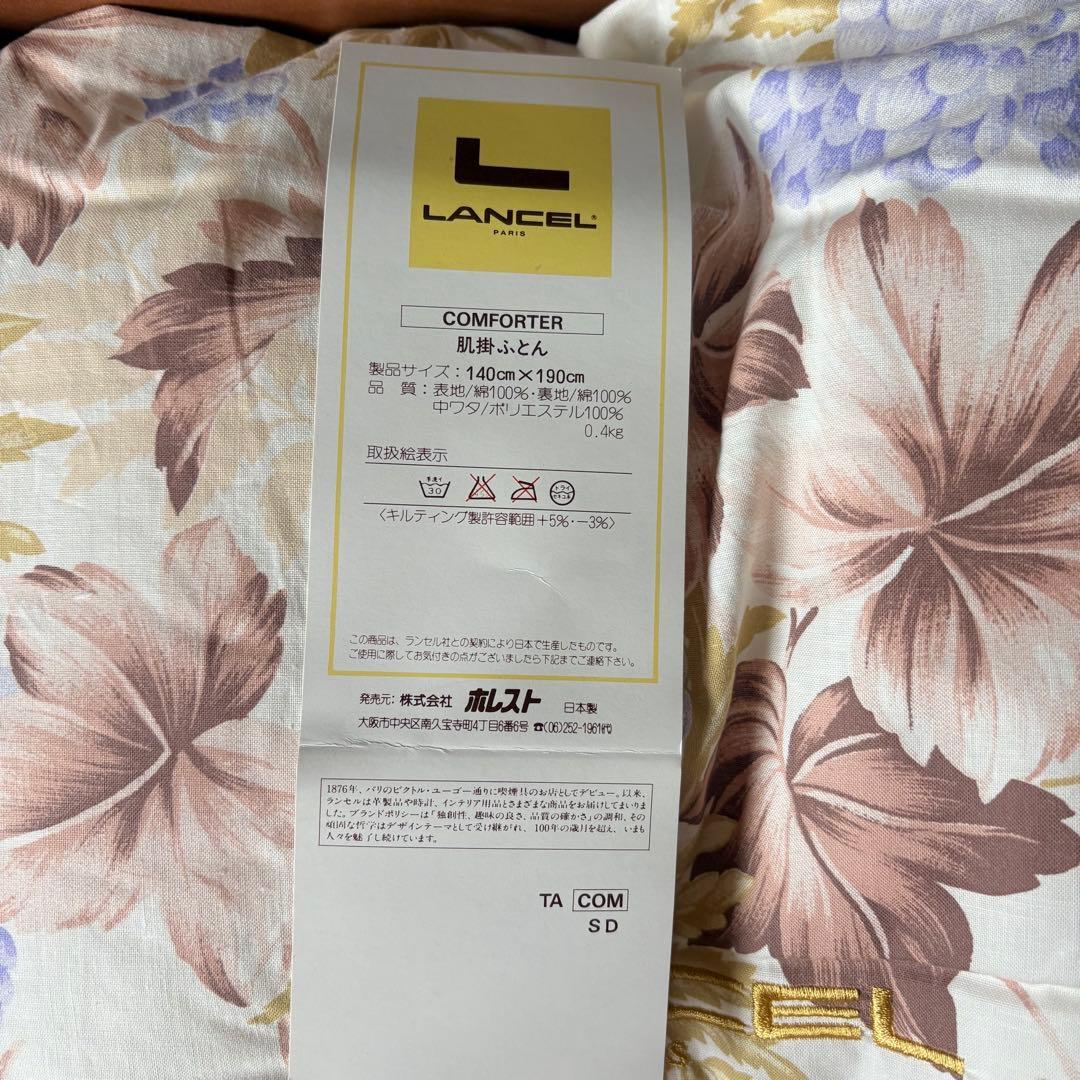 L
LANCEL®
PARIS
COMFORTER
肌掛ふとん
製品サイズ：140cm×190cm
品　質：表地/綿100%・裏地/綿100%
中ワタ/ポリエステル100%
0.4kg
取扱絵表示
手洗イ 30 ドライ セキユ系
〈キルティング製許容範囲＋5%・−3%〉
この商品は、ランセル社との契約により日本で生産したものです。
ご使用に際してお気付きの点がございましたら下記までご連絡下さい。
発売元：株式会社 ホレスト 日本製
大阪市中央区南久宝寺町4丁目6番6号 ☎(06)252-1961㈹
1876年、パリのビクトル・ユーゴー通りに喫煙具のお店としてデビュー。以来、
ランセルは革製品や時計、インテリア用品とさまざまな商品をお届けしてまいりま
した。ブランドポリシーは「独創性、趣味の良さ、品質の確かさ」の調和、その
頑固な哲学はデザインテーマとして受け継がれ、100年の歳月を超え、いまも
人々を魅了し続けています。
TA COM
SD
CEL